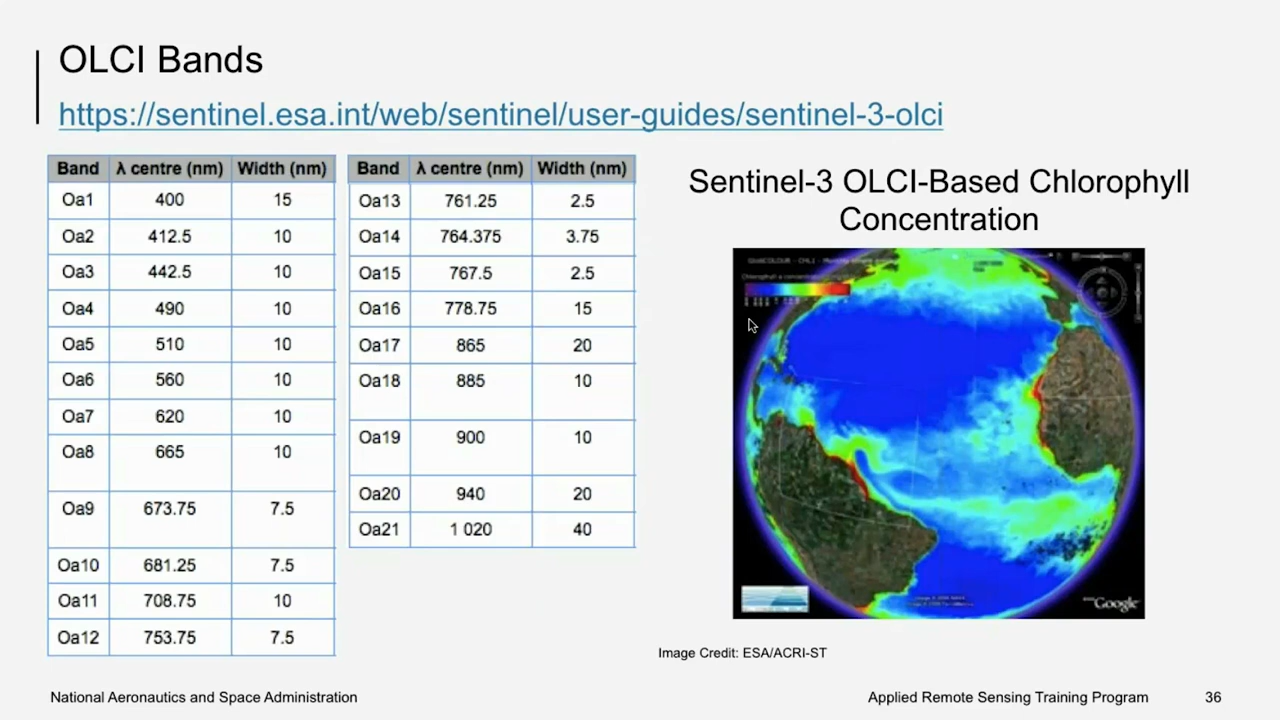 OLCI Bands
https://sentinel.esa.int/web/sentinel/user-guides/sentinel-3-olci
Band λ centre (nm) Width (nm)
Oa1 400 15
Oa2 412.5 10
Oa3 442.5 10
Oa4 490 10
Oa5 510 10
Oa6 560 10
Oa7 620 10
Oa8 665 10
Oa9 673.75 7.5
Oa10 681.25 7.5
Oa11 708.75 10
Oa12 753.75 7.5
Band λ centre (nm) Width (nm)
Oa13 761.25 2.5
Oa14 764.375 3.75
Oa15 767.5 2.5
Oa16 778.75 15
Oa17 865 20
Oa18 885 10
Oa19 900 10
Oa20 940 20
Oa21 1 020 40
Sentinel-3 OLCI-Based Chlorophyll
Concentration
Google
Image Credit: ESA/ACRI-ST
National Aeronautics and Space Administration
Applied Remote Sensing Training Program
36